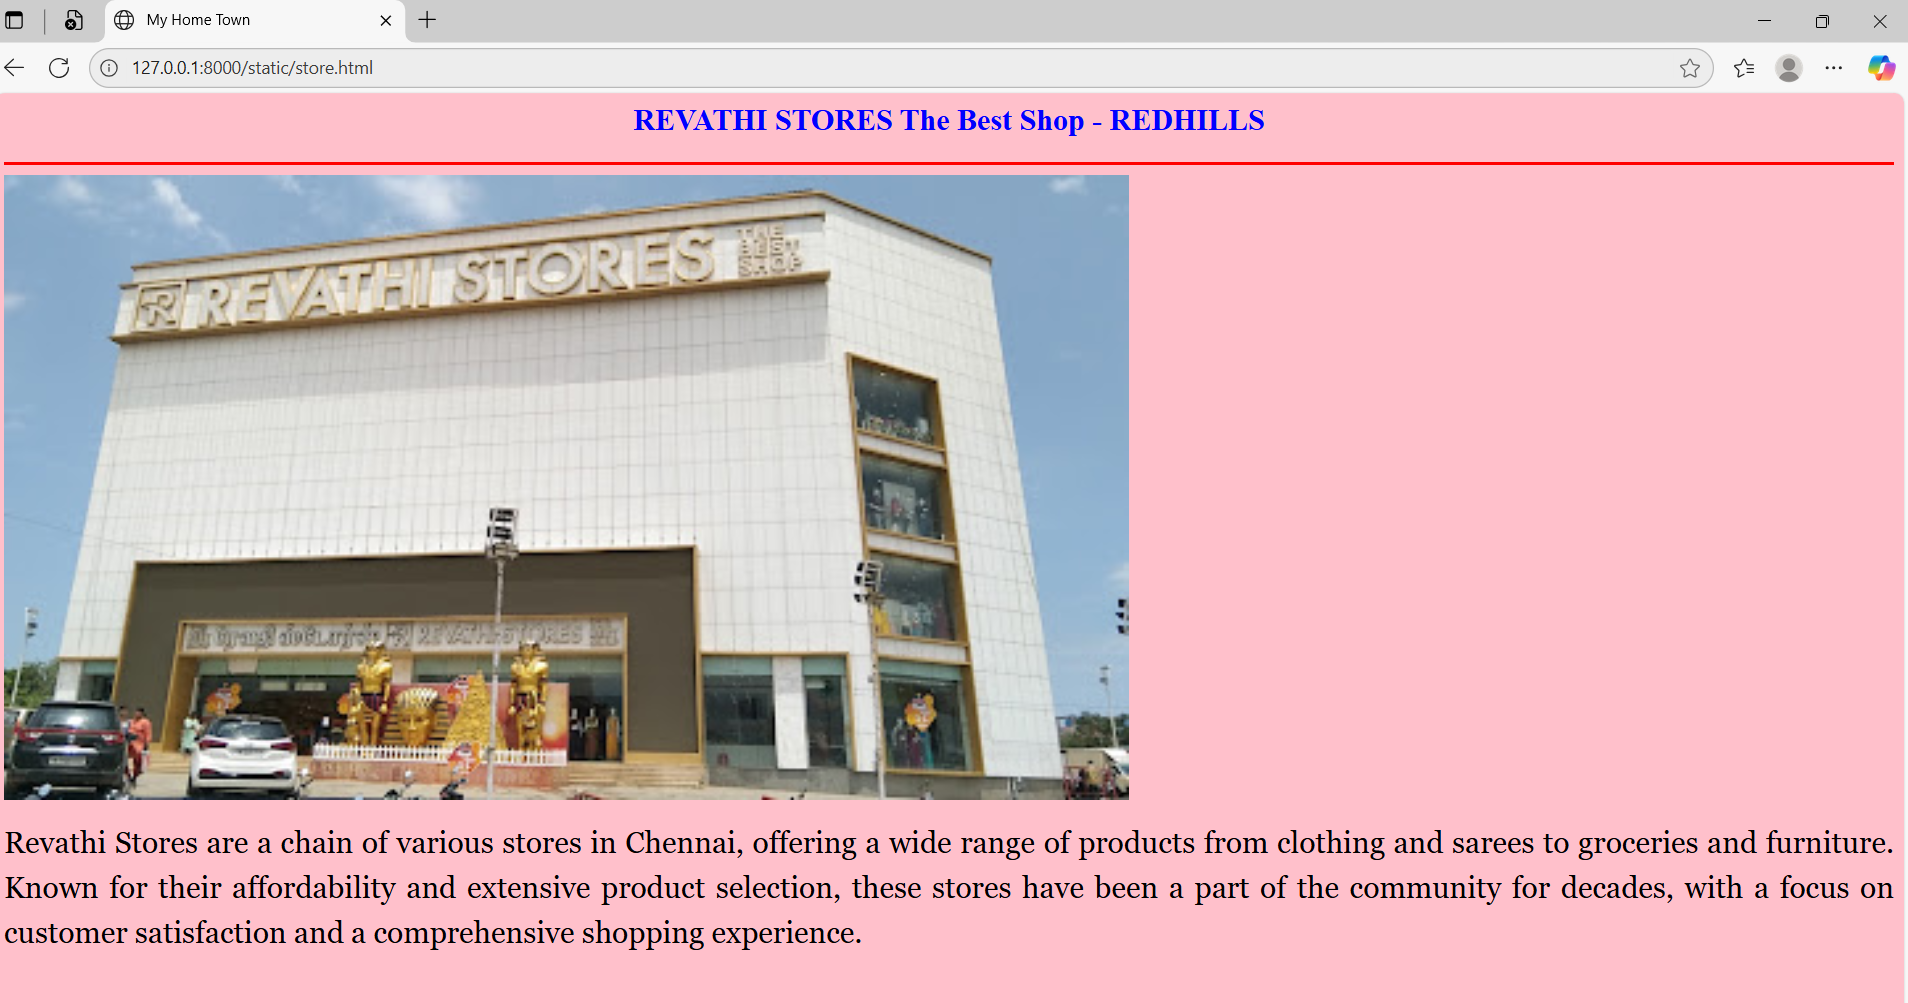 My Home Town
127.0.0.1:8000/static/store.html
REVATHI STORES The Best Shop - REDHILLS
R REVATHI STORES THE
BEST
SHOP
REVATHI STORES
Revathi Stores are a chain of various stores in Chennai, offering a wide range of products from clothing and sarees to groceries and furniture.
Known for their affordability and extensive product selection, these stores have been a part of the community for decades, with a focus on
customer satisfaction and a comprehensive shopping experience.